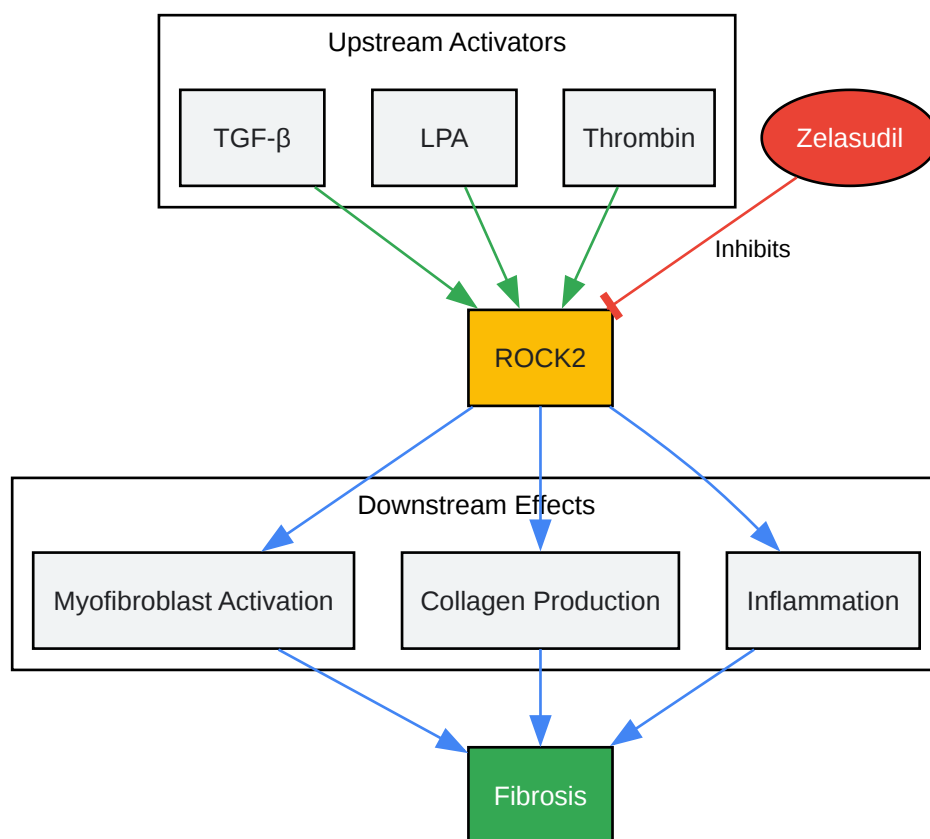 Upstream Activators
TGF-β
LPA
Thrombin
Zelasudil
Inhibits
ROCK2
Downstream Effects
Myofibroblast Activation
Collagen Production
Inflammation
Fibrosis